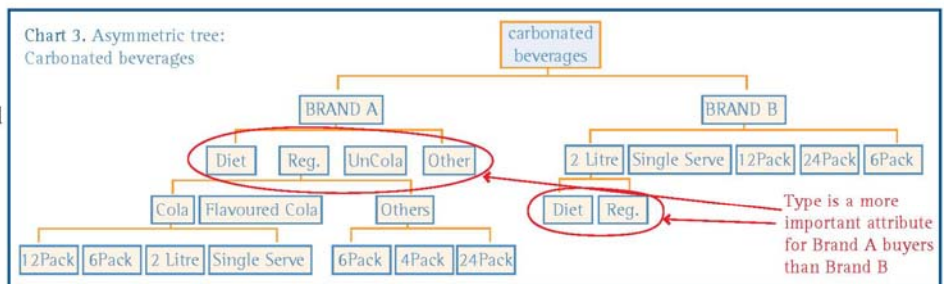 Chart 3. Asymmetric tree:
Carbonated beverages
carbonated
beverages
BRAND A
BRAND B
Diet Reg. UnCola Other
2 Litre Single Serve 12Pack 24Pack 6Pack
Cola Flavoured Cola Others
Diet Reg.
12Pack 6Pack 2 Litre Single Serve
6Pack 4Pack 24Pack
Type is a more
important attribute
for Brand A buyers
than Brand B